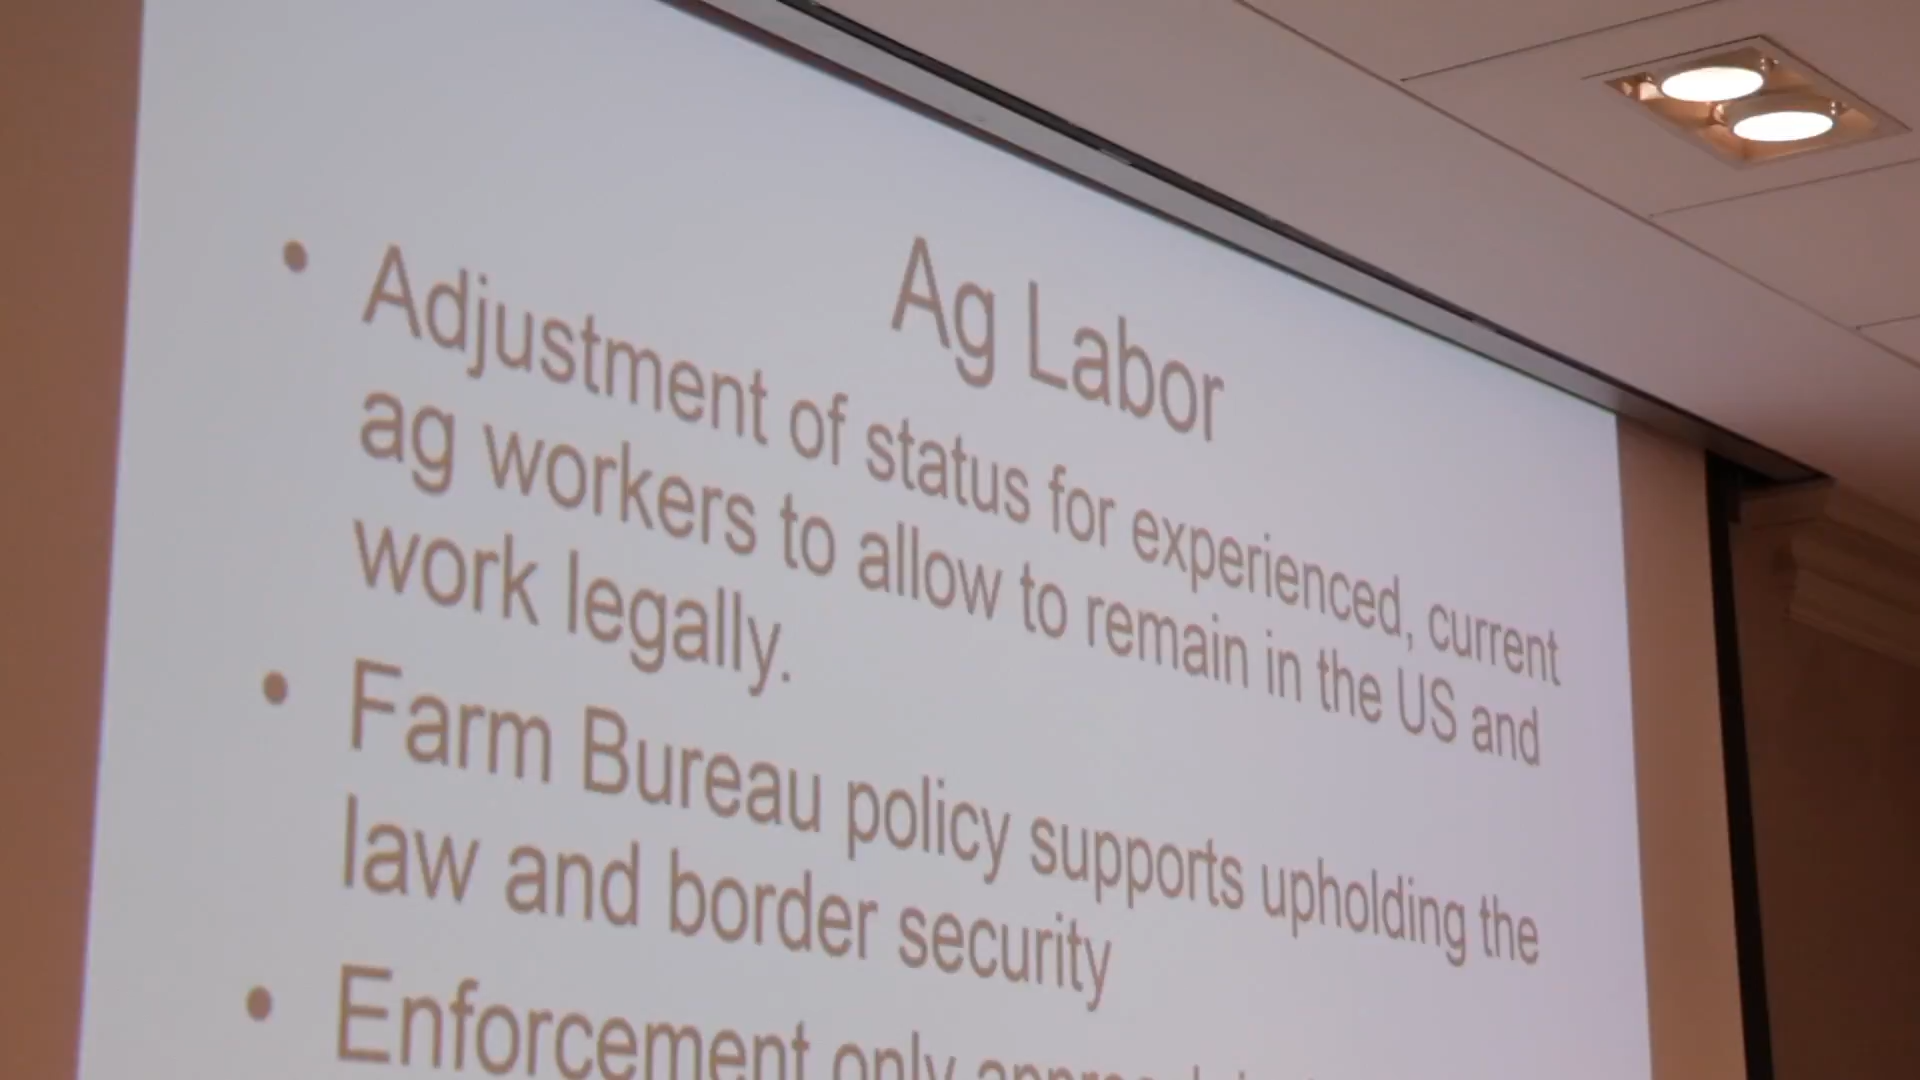 Ag Labor
• Adjustment of status for experienced, current
ag workers to allow to remain in the US and
work legally.
• Farm Bureau policy supports upholding the
law and border security
• Enforcement only